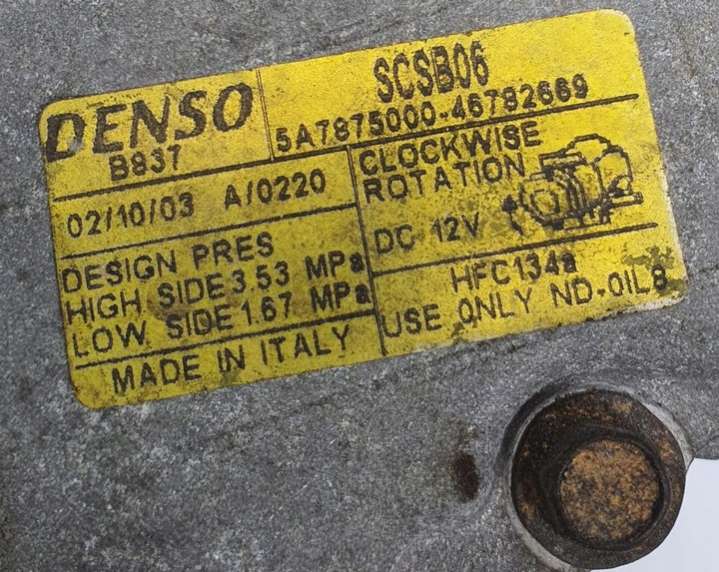 DENSO
B937
SCSB06
5A7875000-46782669
02/10/03 A/0220
DESIGN PRES
HIGH SIDE 3.53 MPa
LOW SIDE 1.67 MPa
MADE IN ITALY
CLOCKWISE
ROTATION
DC 12V
HFC134a
USE ONLY ND-OIL8